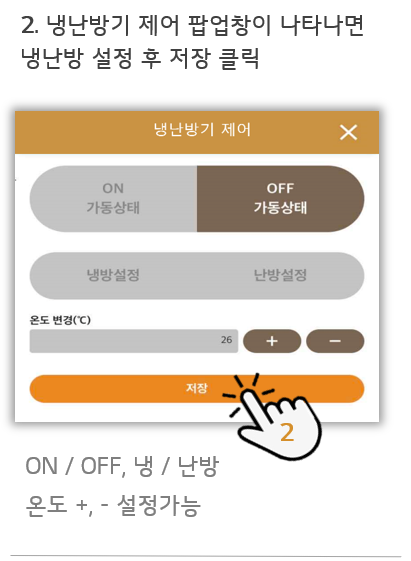 2. 냉난방기 제어 팝업창이 나타나면
냉난방 설정 후 저장 클릭
냉난방기 제어
ON
가동상태
OFF
가동상태
냉방설정
난방설정
온도 변경(℃)
26
+
−
저장
2
ON / OFF, 냉 / 난방
온도 +, - 설정가능